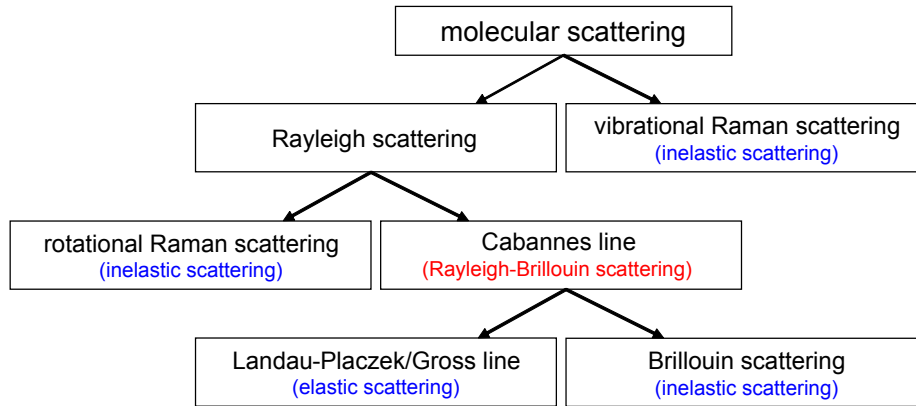 molecular scattering
Rayleigh scattering
vibrational Raman scattering
(inelastic scattering)
rotational Raman scattering
(inelastic scattering)
Cabannes line
(Rayleigh-Brillouin scattering)
Landau-Placzek/Gross line
(elastic scattering)
Brillouin scattering
(inelastic scattering)